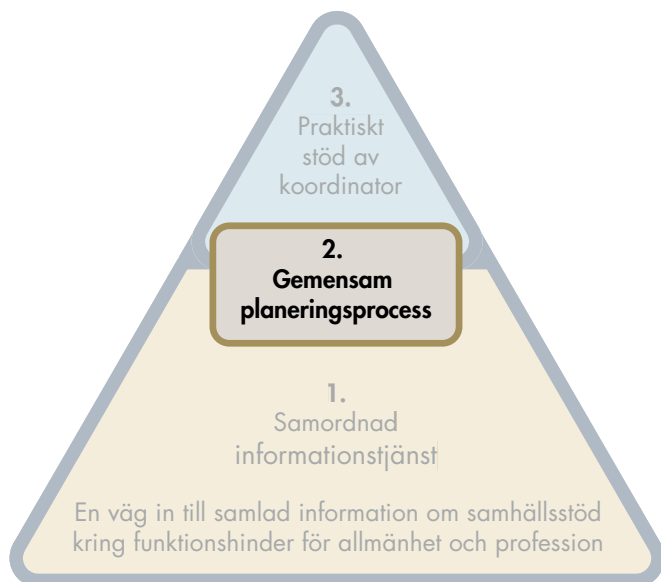 3.
Praktiskt
stöd av
koordinator
2.
Gemensam
planeringsprocess
1.
Samordnad
informationstjänst
En väg in till samlad information om samhällsstöd
kring funktionshinder för allmänhet och profession